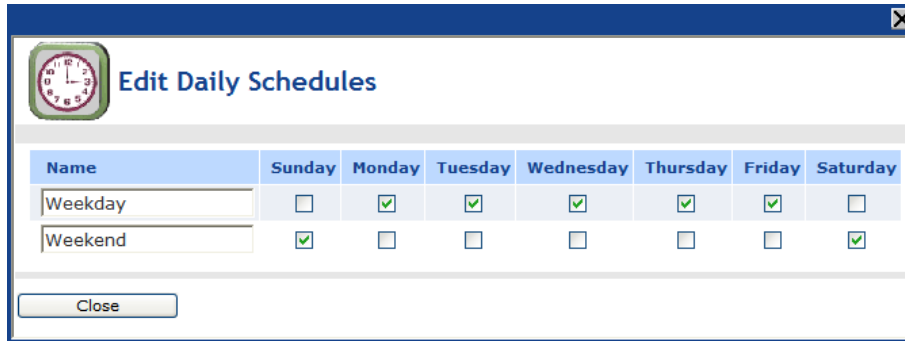 Edit Daily Schedules
Name Sunday Monday Tuesday Wednesday Thursday Friday Saturday
Weekday
Weekend
Close